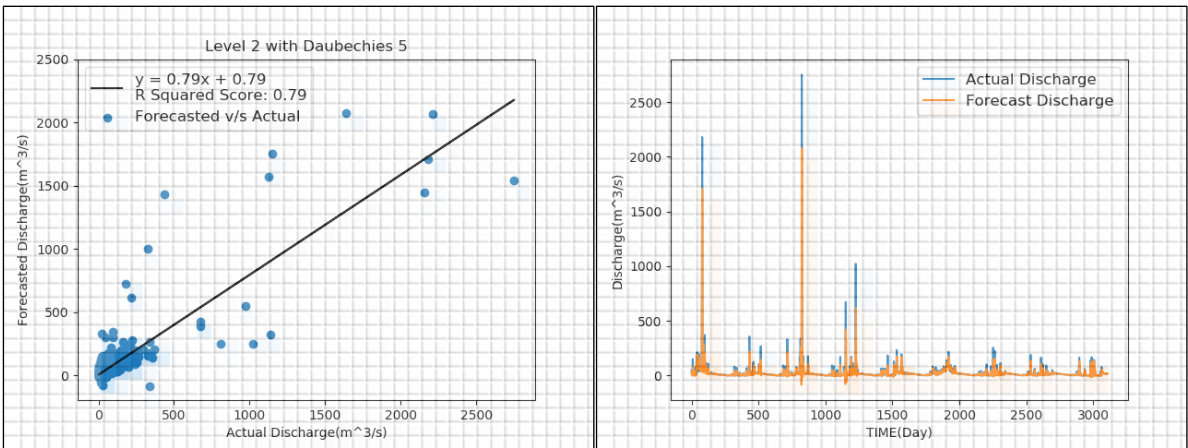 Level 2 with Daubechies 5
2500
2000
1500
1000
500
0
Forecasted Discharge(m^3/s)
y = 0.79x + 0.79
R Squared Score: 0.79
Forecasted v/s Actual
0 500 1000 1500 2000 2500
Actual Discharge(m^3/s)
2500
2000
1500
1000
500
0
Discharge(m^3/s)
Actual Discharge
Forecast Discharge
0 500 1000 1500 2000 2500 3000
TIME(Day)